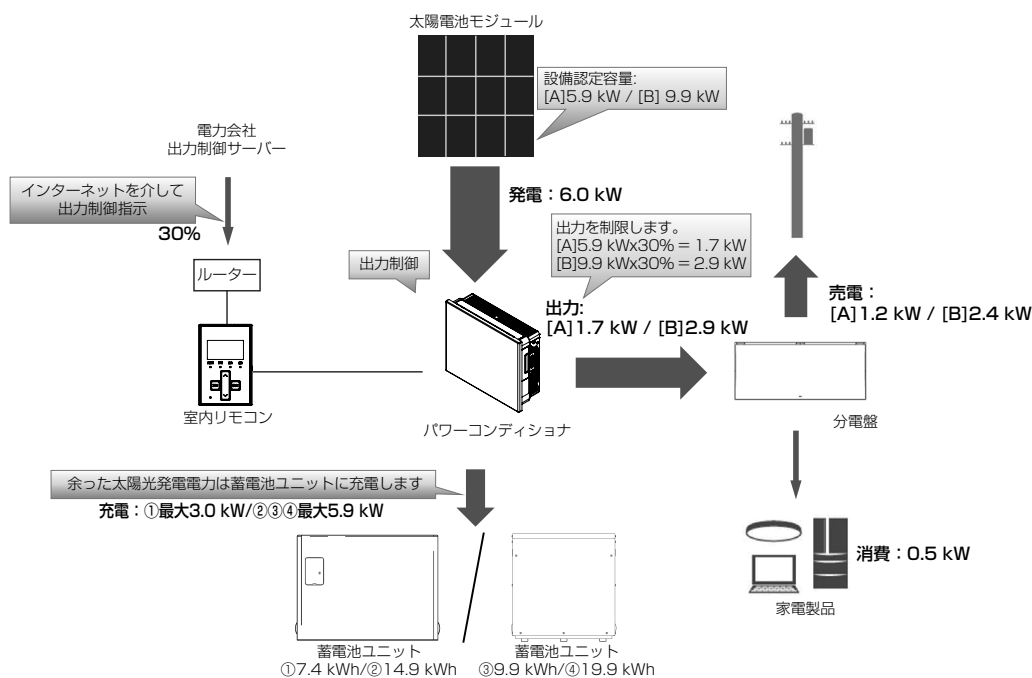 太陽電池モジュール
設備認定容量:
[A]5.9 kW / [B] 9.9 kW
電力会社
出力制御サーバー
インターネットを介して
出力制御指示
30%
発電：6.0 kW
出力を制限します。
[A]5.9 kWx30% = 1.7 kW
[B]9.9 kWx30% = 2.9 kW
ルーター
出力制御
出力:
[A]1.7 kW / [B]2.9 kW
売電：
[A]1.2 kW / [B]2.4 kW
室内リモコン
パワーコンディショナ
分電盤
余った太陽光発電電力は蓄電池ユニットに充電します
充電：①最大3.0 kW/②③④最大5.9 kW
消費：0.5 kW
家電製品
蓄電池ユニット
①7.4 kWh/②14.9 kWh
蓄電池ユニット
③9.9 kWh/④19.9 kWh